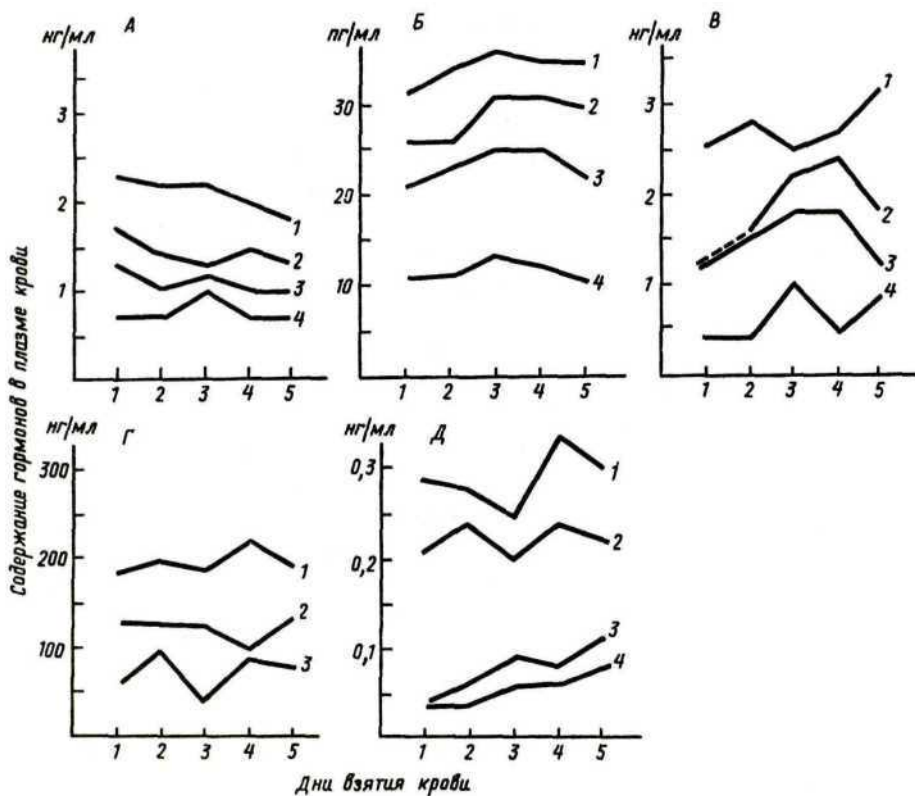 Содержание гормонов в плазме крови
нг/мл А
3
2
1
1
2
3
4
1 2 3 4 5
пг/мл Б
30
20
10
1
2
3
4
1 2 3 4 5
нг/мл В
3
2
1
1
2
3
4
1 2 3 4 5
нг/мл Г
300
200
100
1
2
3
1 2 3 4 5
нг/мл Д
0,3
0,2
0,1
1
2
3
4
1 2 3 4 5
Дни взятия крови